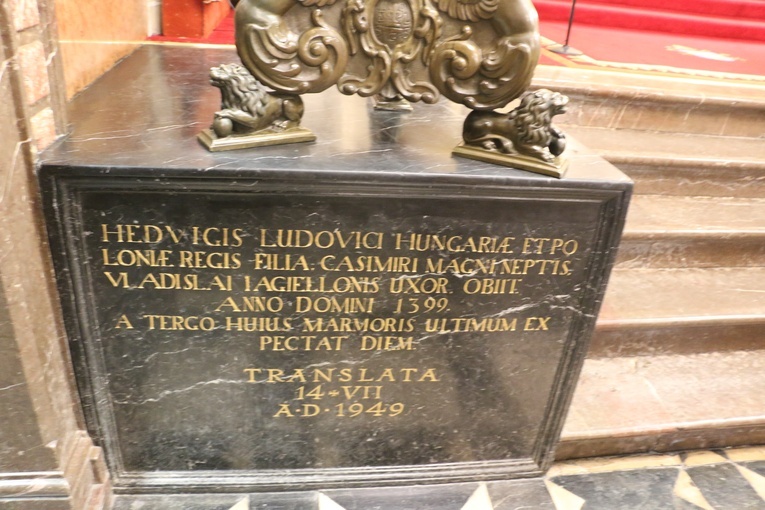 HEDVIGIS LUDOVICI HUNGARIÆ ET PO
LONIÆ REGIS FILIA. CASIMIRI MAGNI NEPTIS.
VLADISLAI IAGIELLONIS UXOR. OBIIT.
ANNO DOMINI 1399.
A TERGO HUIUS MARMORIS ULTIMUM EX
PECTAT DIEM.
TRANSLATA
14·VII
A·D·1949